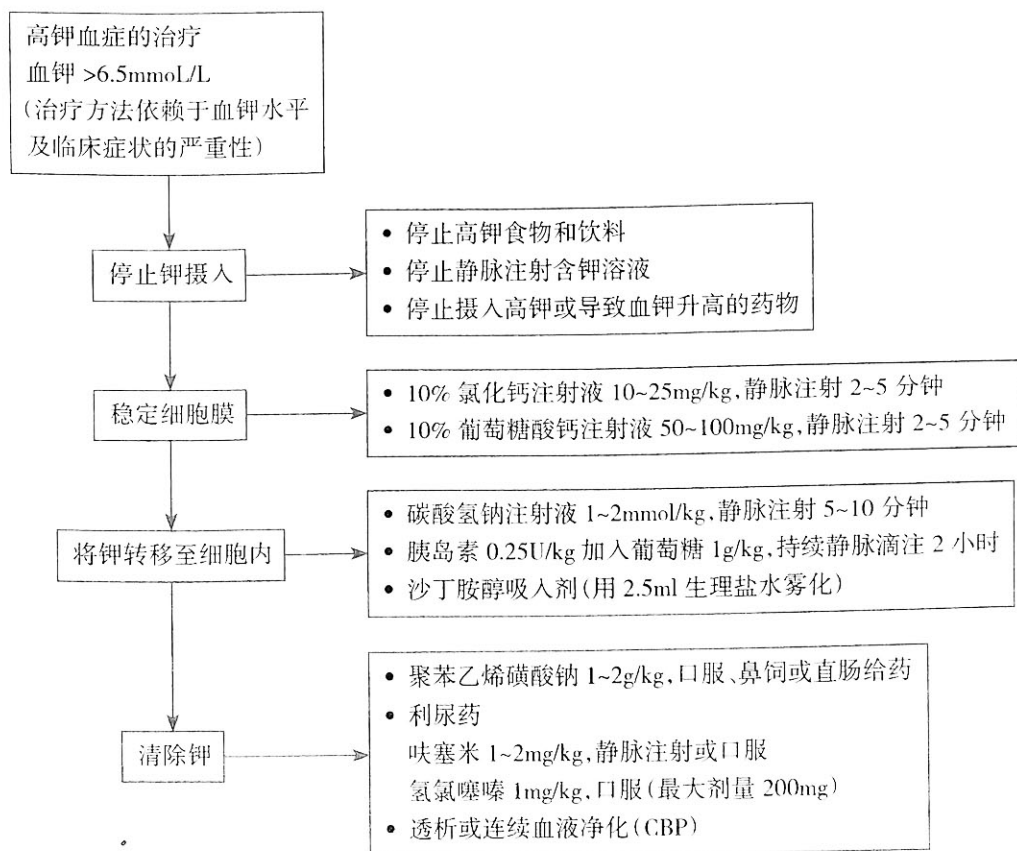 高钾血症的治疗
血钾 >6.5mmoL/L
(治疗方法依赖于血钾水平
及临床症状的严重性)
停止钾摄入
• 停止高钾食物和饮料
• 停止静脉注射含钾溶液
• 停止摄入高钾或导致血钾升高的药物
稳定细胞膜
• 10% 氯化钙注射液 10~25mg/kg,静脉注射 2~5 分钟
• 10% 葡萄糖酸钙注射液 50~100mg/kg,静脉注射 2~5 分钟
将钾转移至细胞内
• 碳酸氢钠注射液 1~2mmol/kg,静脉注射 5~10 分钟
• 胰岛素 0.25U/kg 加入葡萄糖 1g/kg,持续静脉滴注 2 小时
• 沙丁胺醇吸入剂(用 2.5ml 生理盐水雾化)
清除钾
• 聚苯乙烯磺酸钠 1~2g/kg,口服、鼻饲或直肠给药
• 利尿药
呋塞米 1~2mg/kg,静脉注射或口服
氢氯噻嗪 1mg/kg,口服(最大剂量 200mg)
• 透析或连续血液净化(CBP)